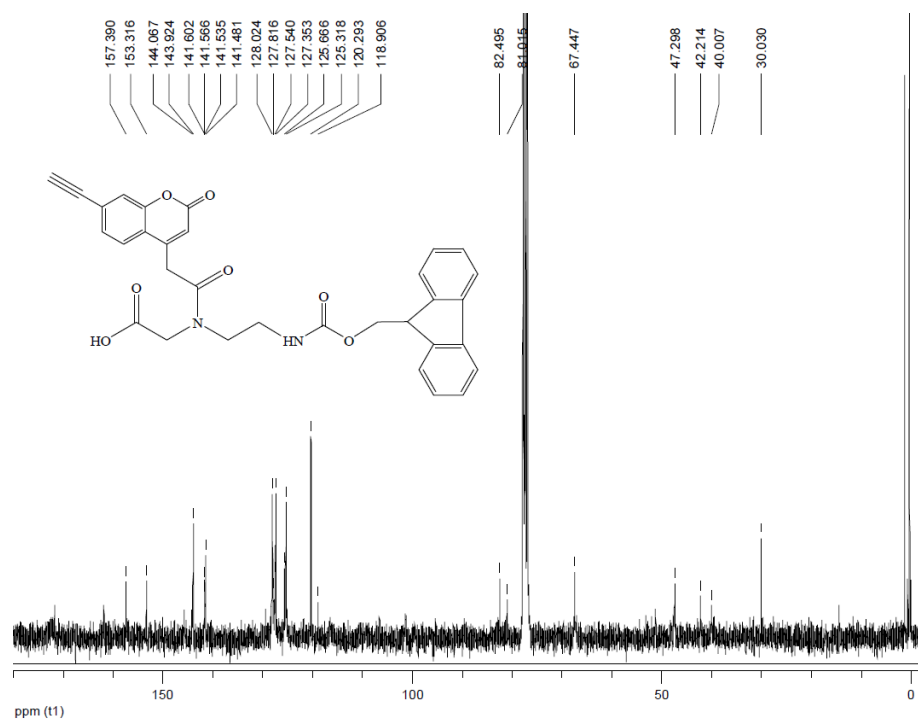 157.390
153.316
144.067
143.924
141.602
141.566
141.535
141.481
128.024
127.816
127.540
127.353
125.666
125.318
120.293
118.906
82.495
81.015
67.447
47.298
42.214
40.007
30.030
O
O
O
O
O
HO
N
HN
O
150
100
50
0
ppm (t1)